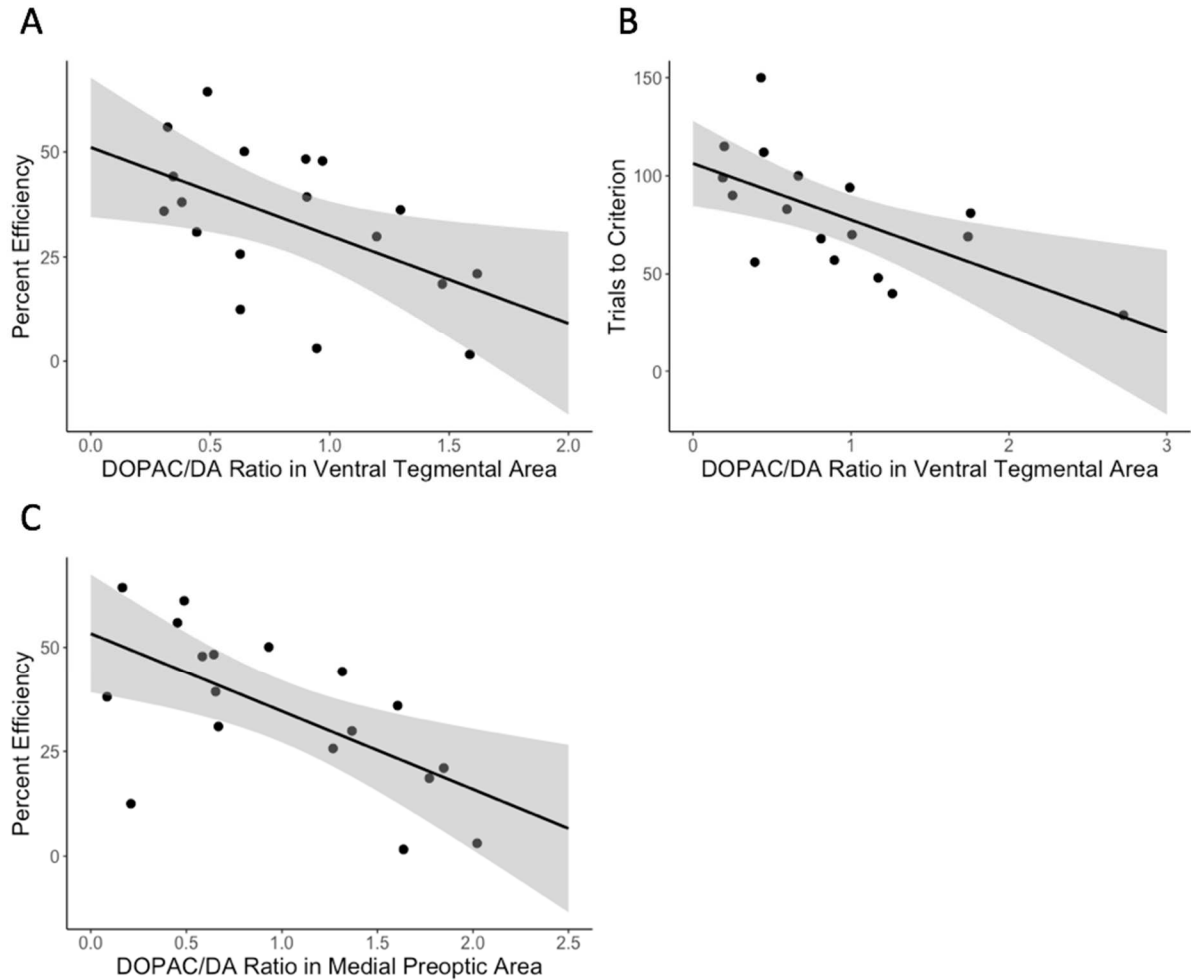 A
Percent Efficiency
50
25
0
0.0 0.5 1.0 1.5 2.0
DOPAC/DA Ratio in Ventral Tegmental Area
B
Trials to Criterion
150
100
50
0
0 1 2 3
DOPAC/DA Ratio in Ventral Tegmental Area
C
Percent Efficiency
50
25
0
0.0 0.5 1.0 1.5 2.0 2.5
DOPAC/DA Ratio in Medial Preoptic Area